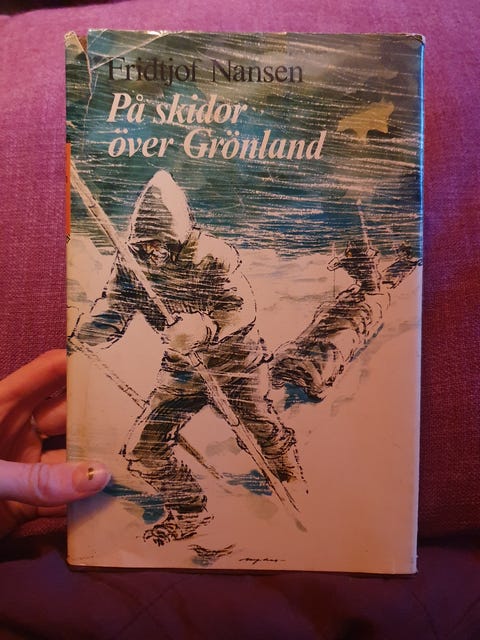 Fridtjof Nansen
På skidor
över Grönland